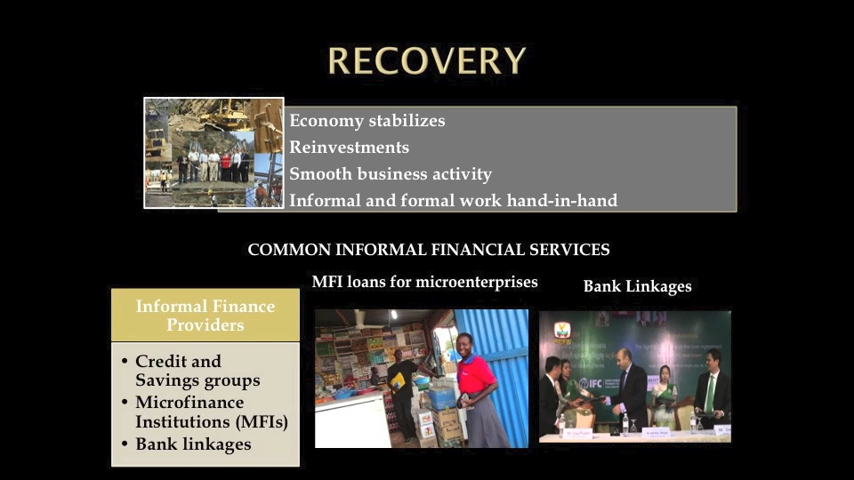 RECOVERY
Economy stabilizes
Reinvestments
Smooth business activity
Informal and formal work hand-in-hand
COMMON INFORMAL FINANCIAL SERVICES
MFI loans for microenterprises
Bank Linkages
Informal Finance
Providers
• Credit and
Savings groups
• Microfinance
Institutions (MFIs)
• Bank linkages
IFC